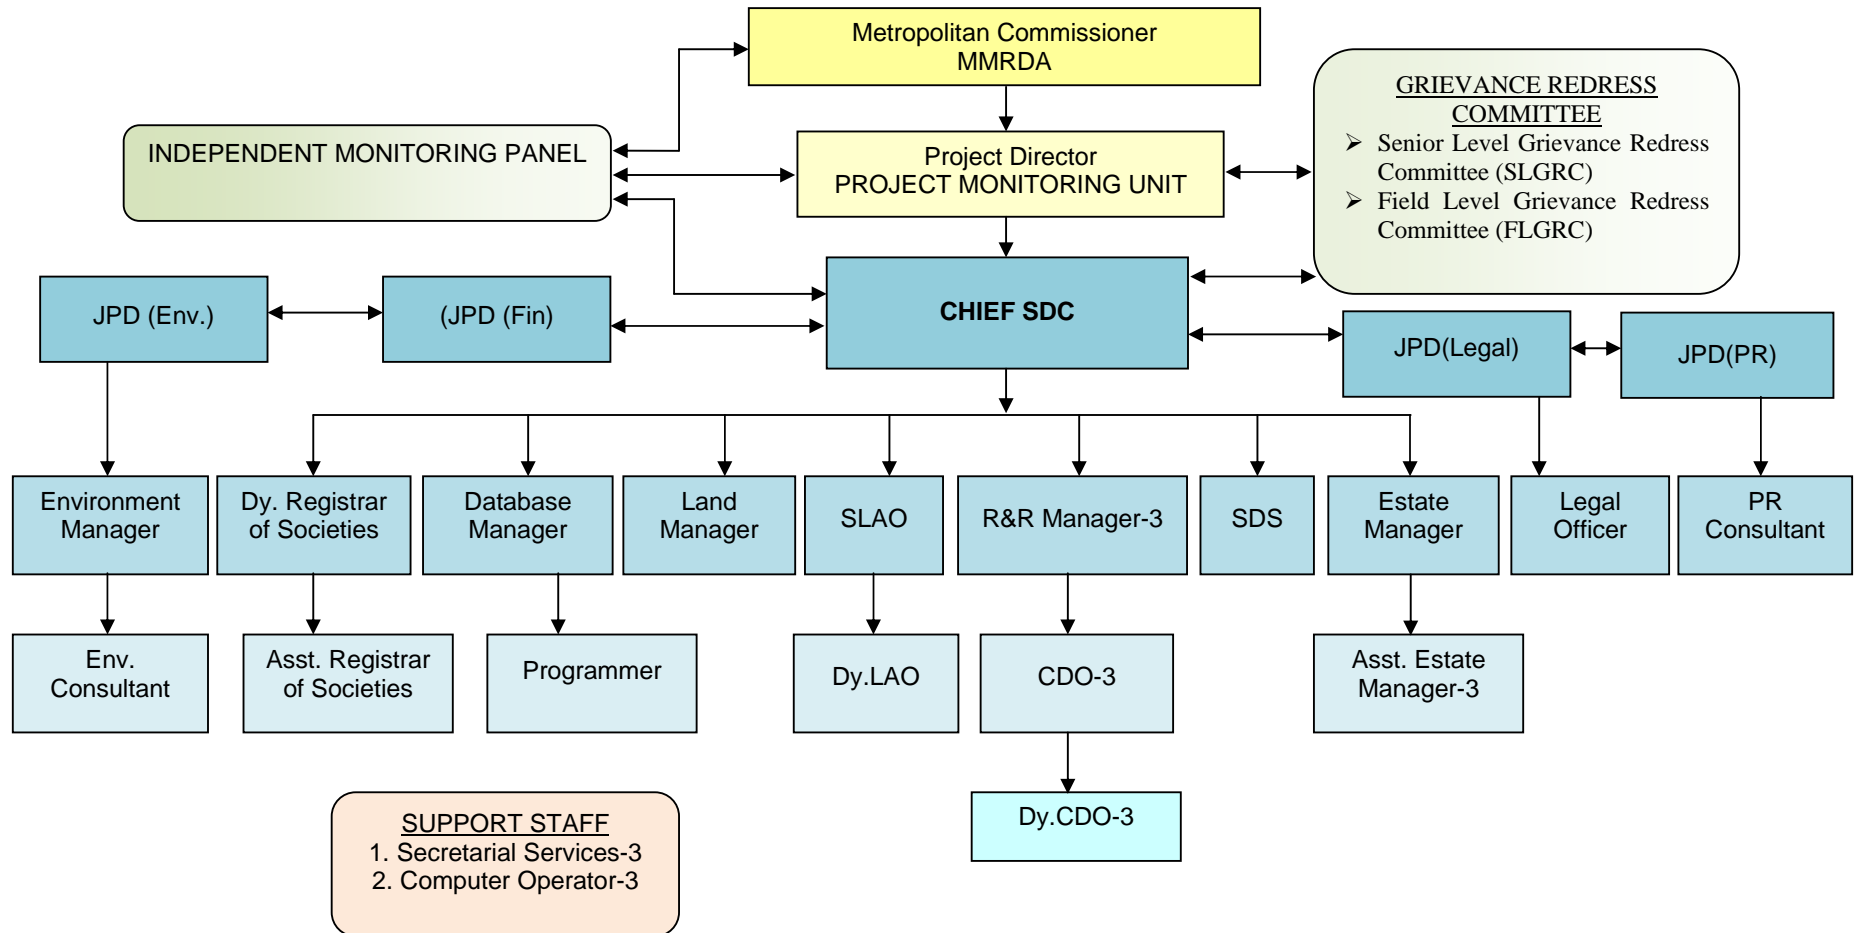 Metropolitan Commissioner
MMRDA
GRIEVANCE REDRESS
COMMITTEE
➢ Senior Level Grievance Redress
Committee (SLGRC)
➢ Field Level Grievance Redress
Committee (FLGRC)
INDEPENDENT MONITORING PANEL
Project Director
PROJECT MONITORING UNIT
JPD (Env.)
(JPD (Fin)
CHIEF SDC
JPD(Legal)
JPD(PR)
Environment
Manager
Dy. Registrar
of Societies
Database
Manager
Land
Manager
SLAO
R&R Manager-3
SDS
Estate
Manager
Legal
Officer
PR
Consultant
Env.
Consultant
Asst. Registrar
of Societies
Programmer
Dy.LAO
CDO-3
Asst. Estate
Manager-3
Dy.CDO-3
SUPPORT STAFF
1. Secretarial Services-3
2. Computer Operator-3